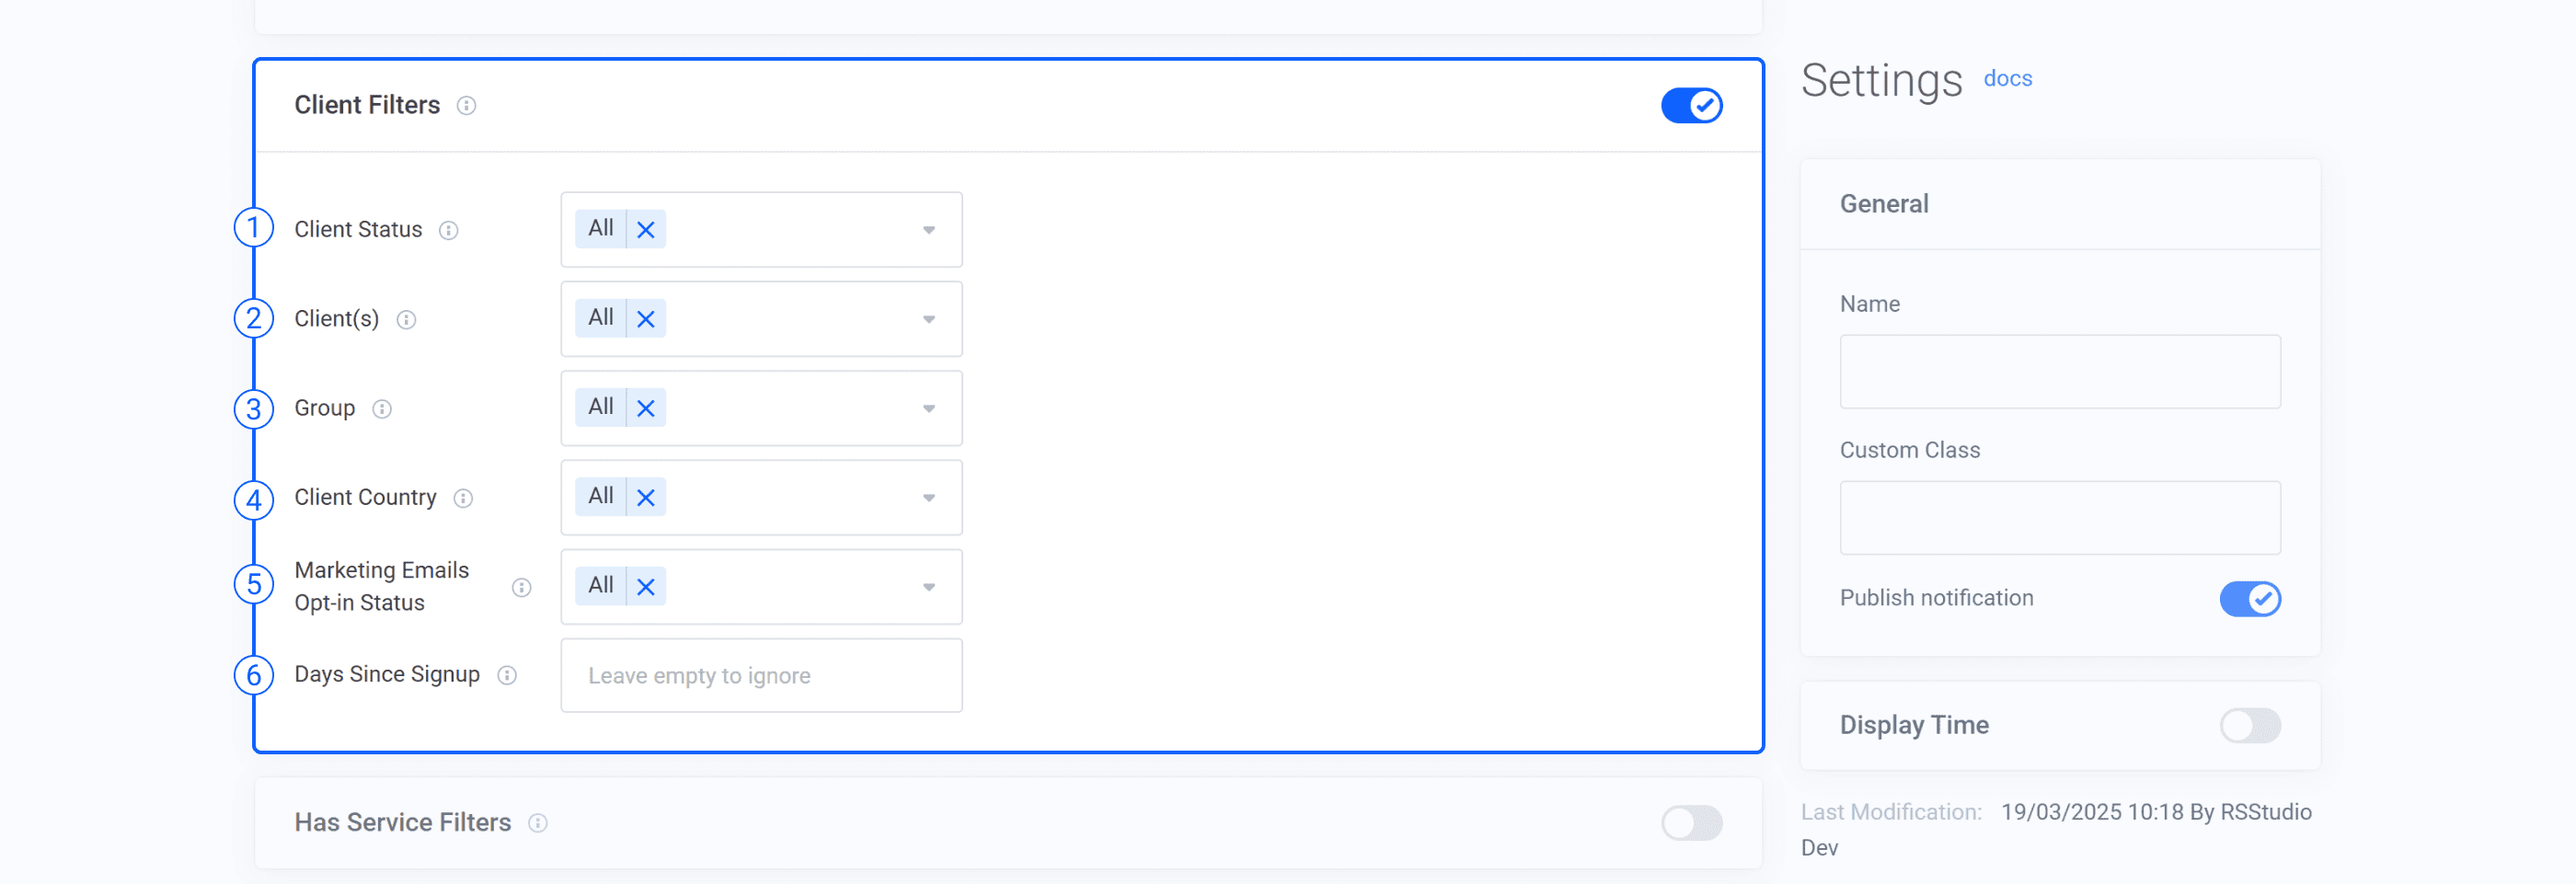 Client Filters
1 Client Status All
2 Client(s) All
3 Group All
4 Client Country All
5 Marketing Emails
Opt-in Status All
6 Days Since Signup Leave empty to ignore
Has Service Filters
Settings docs
General
Name
Custom Class
Publish notification
Display Time
Last Modification: 19/03/2025 10:18 By RSStudio
Dev